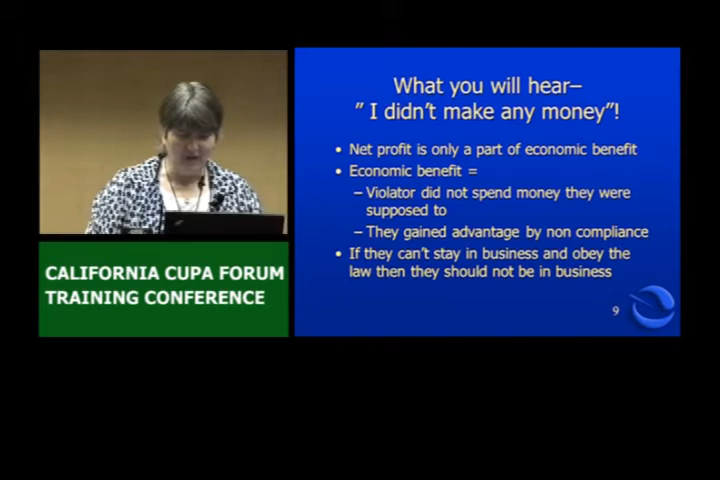 What you will hear–
” I didn’t make any money”!
• Net profit is only a part of economic benefit
• Economic benefit =
– Violator did not spend money they were
supposed to
– They gained advantage by non compliance
• If they can’t stay in business and obey the
law then they should not be in business
9
CALIFORNIA CUPA FORUM
TRAINING CONFERENCE